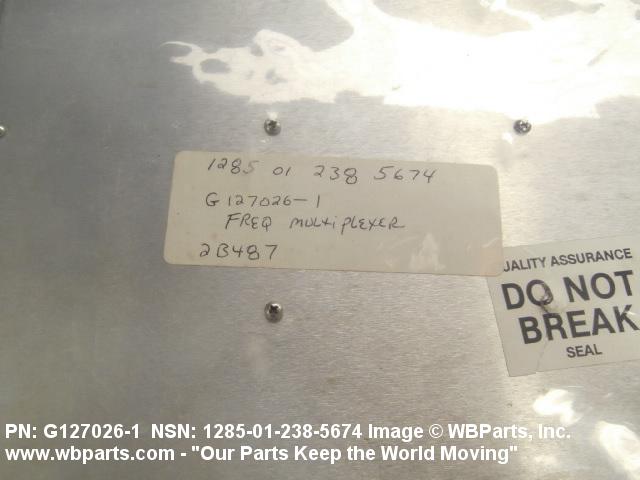 1285 01 238 5674
G127026-1
FREQ MULTIPLEXER
2B487
UALITY ASSURANCE
DO NOT
BREAK
SEAL
PN: G127026-1 NSN: 1285-01-238-5674 Image © WBParts, Inc.
www.wbparts.com - "Our Parts Keep the World Moving"